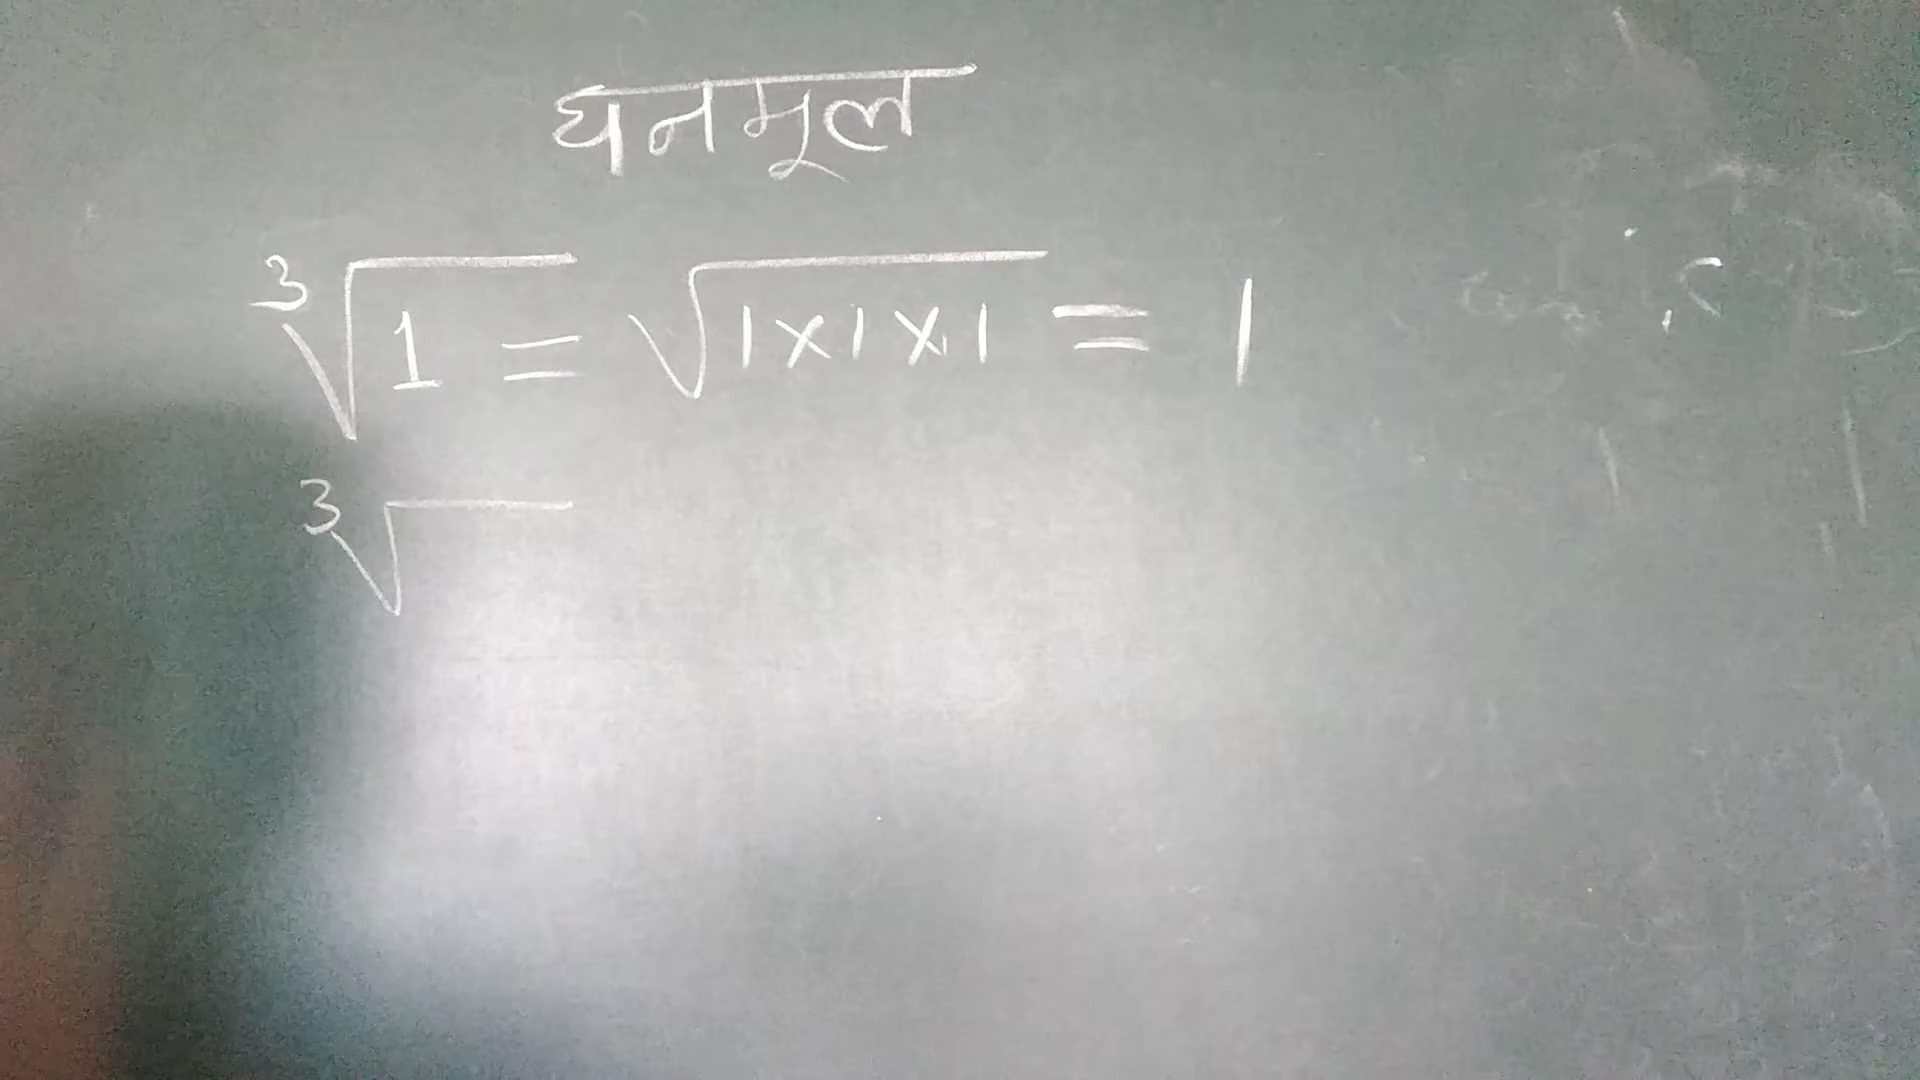 घनमूल
∛1 = √1×1×1 = 1
∛